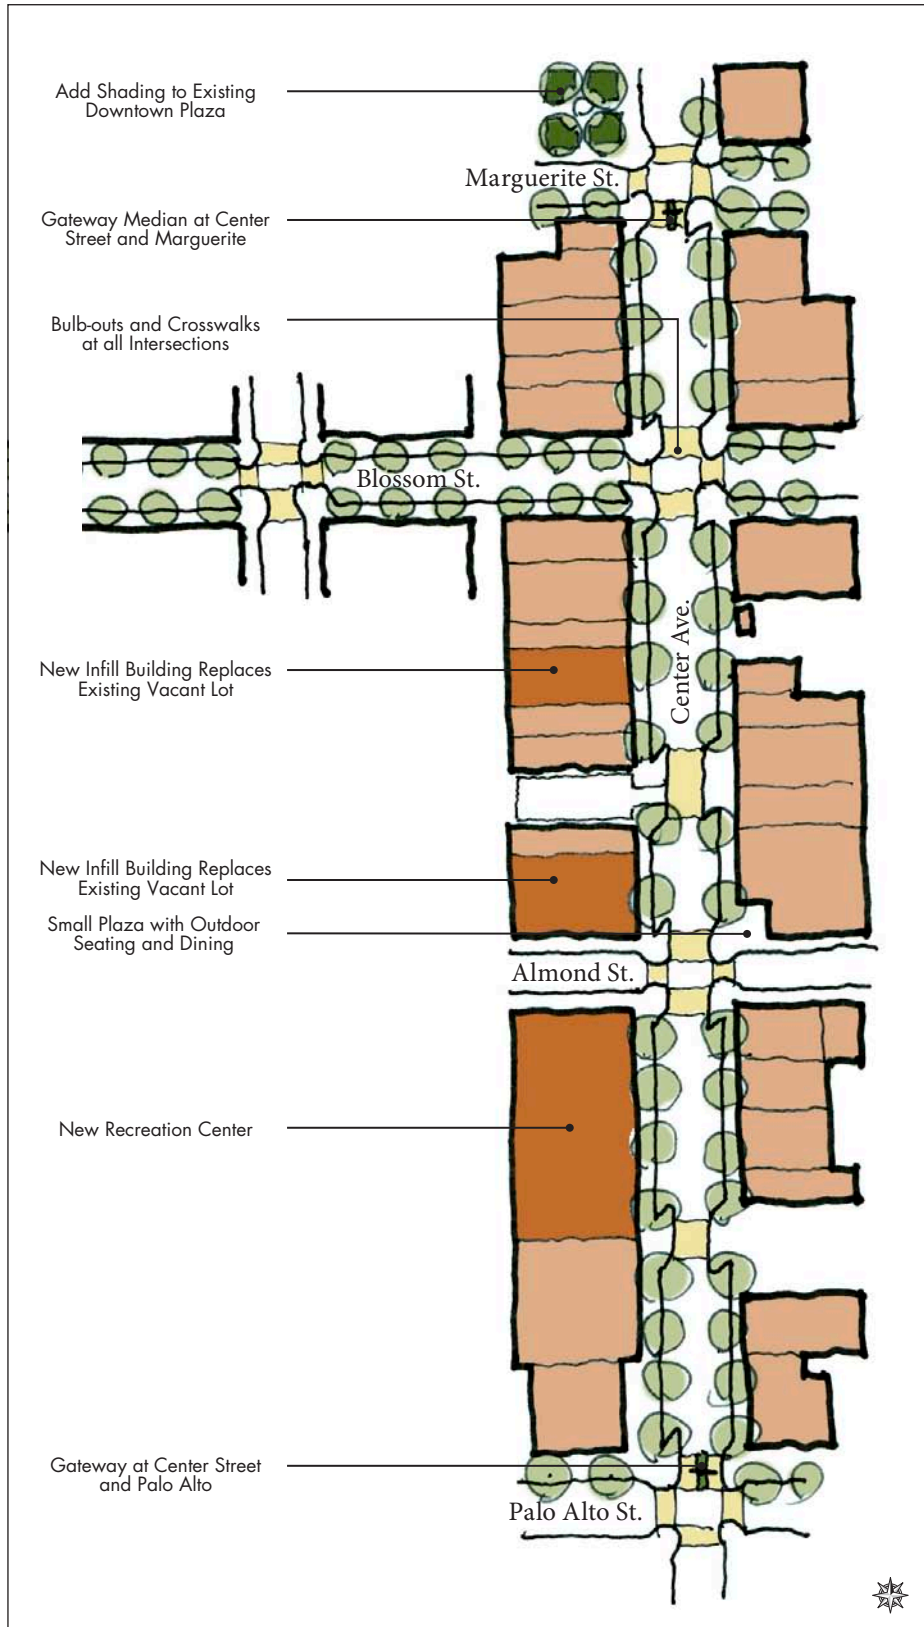 Add Shading to Existing
Downtown Plaza
Marguerite St.
Gateway Median at Center
Street and Marguerite
Bulb-outs and Crosswalks
at all Intersections
Blossom St.
Center Ave.
New Infill Building Replaces
Existing Vacant Lot
New Infill Building Replaces
Existing Vacant Lot
Small Plaza with Outdoor
Seating and Dining
Almond St.
New Recreation Center
Gateway at Center Street
and Palo Alto
Palo Alto St.